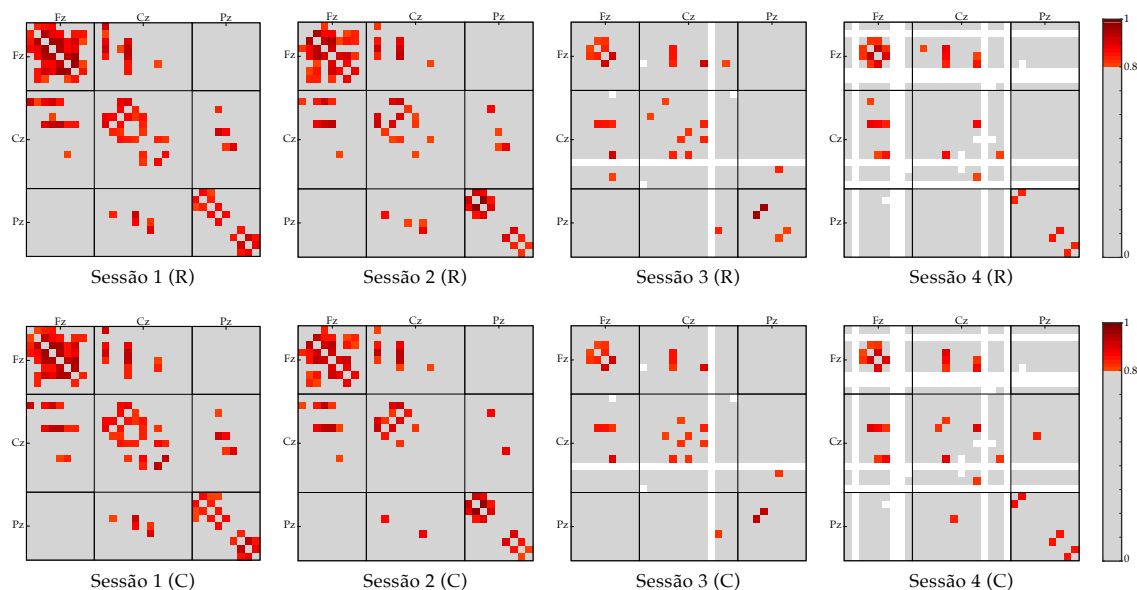 Fz Cz Pz Fz Cz Pz Fz Cz Pz Fz Cz Pz
1
0.8
0
Fz Fz Fz Fz
Cz Cz Cz Cz
Pz Pz Pz Pz
Sessão 1 (R) Sessão 2 (R) Sessão 3 (R) Sessão 4 (R)
Fz Cz Pz Fz Cz Pz Fz Cz Pz Fz Cz Pz
1
0.8
0
Fz Fz Fz Fz
Cz Cz Cz Cz
Pz Pz Pz Pz
Sessão 1 (C) Sessão 2 (C) Sessão 3 (C) Sessão 4 (C)